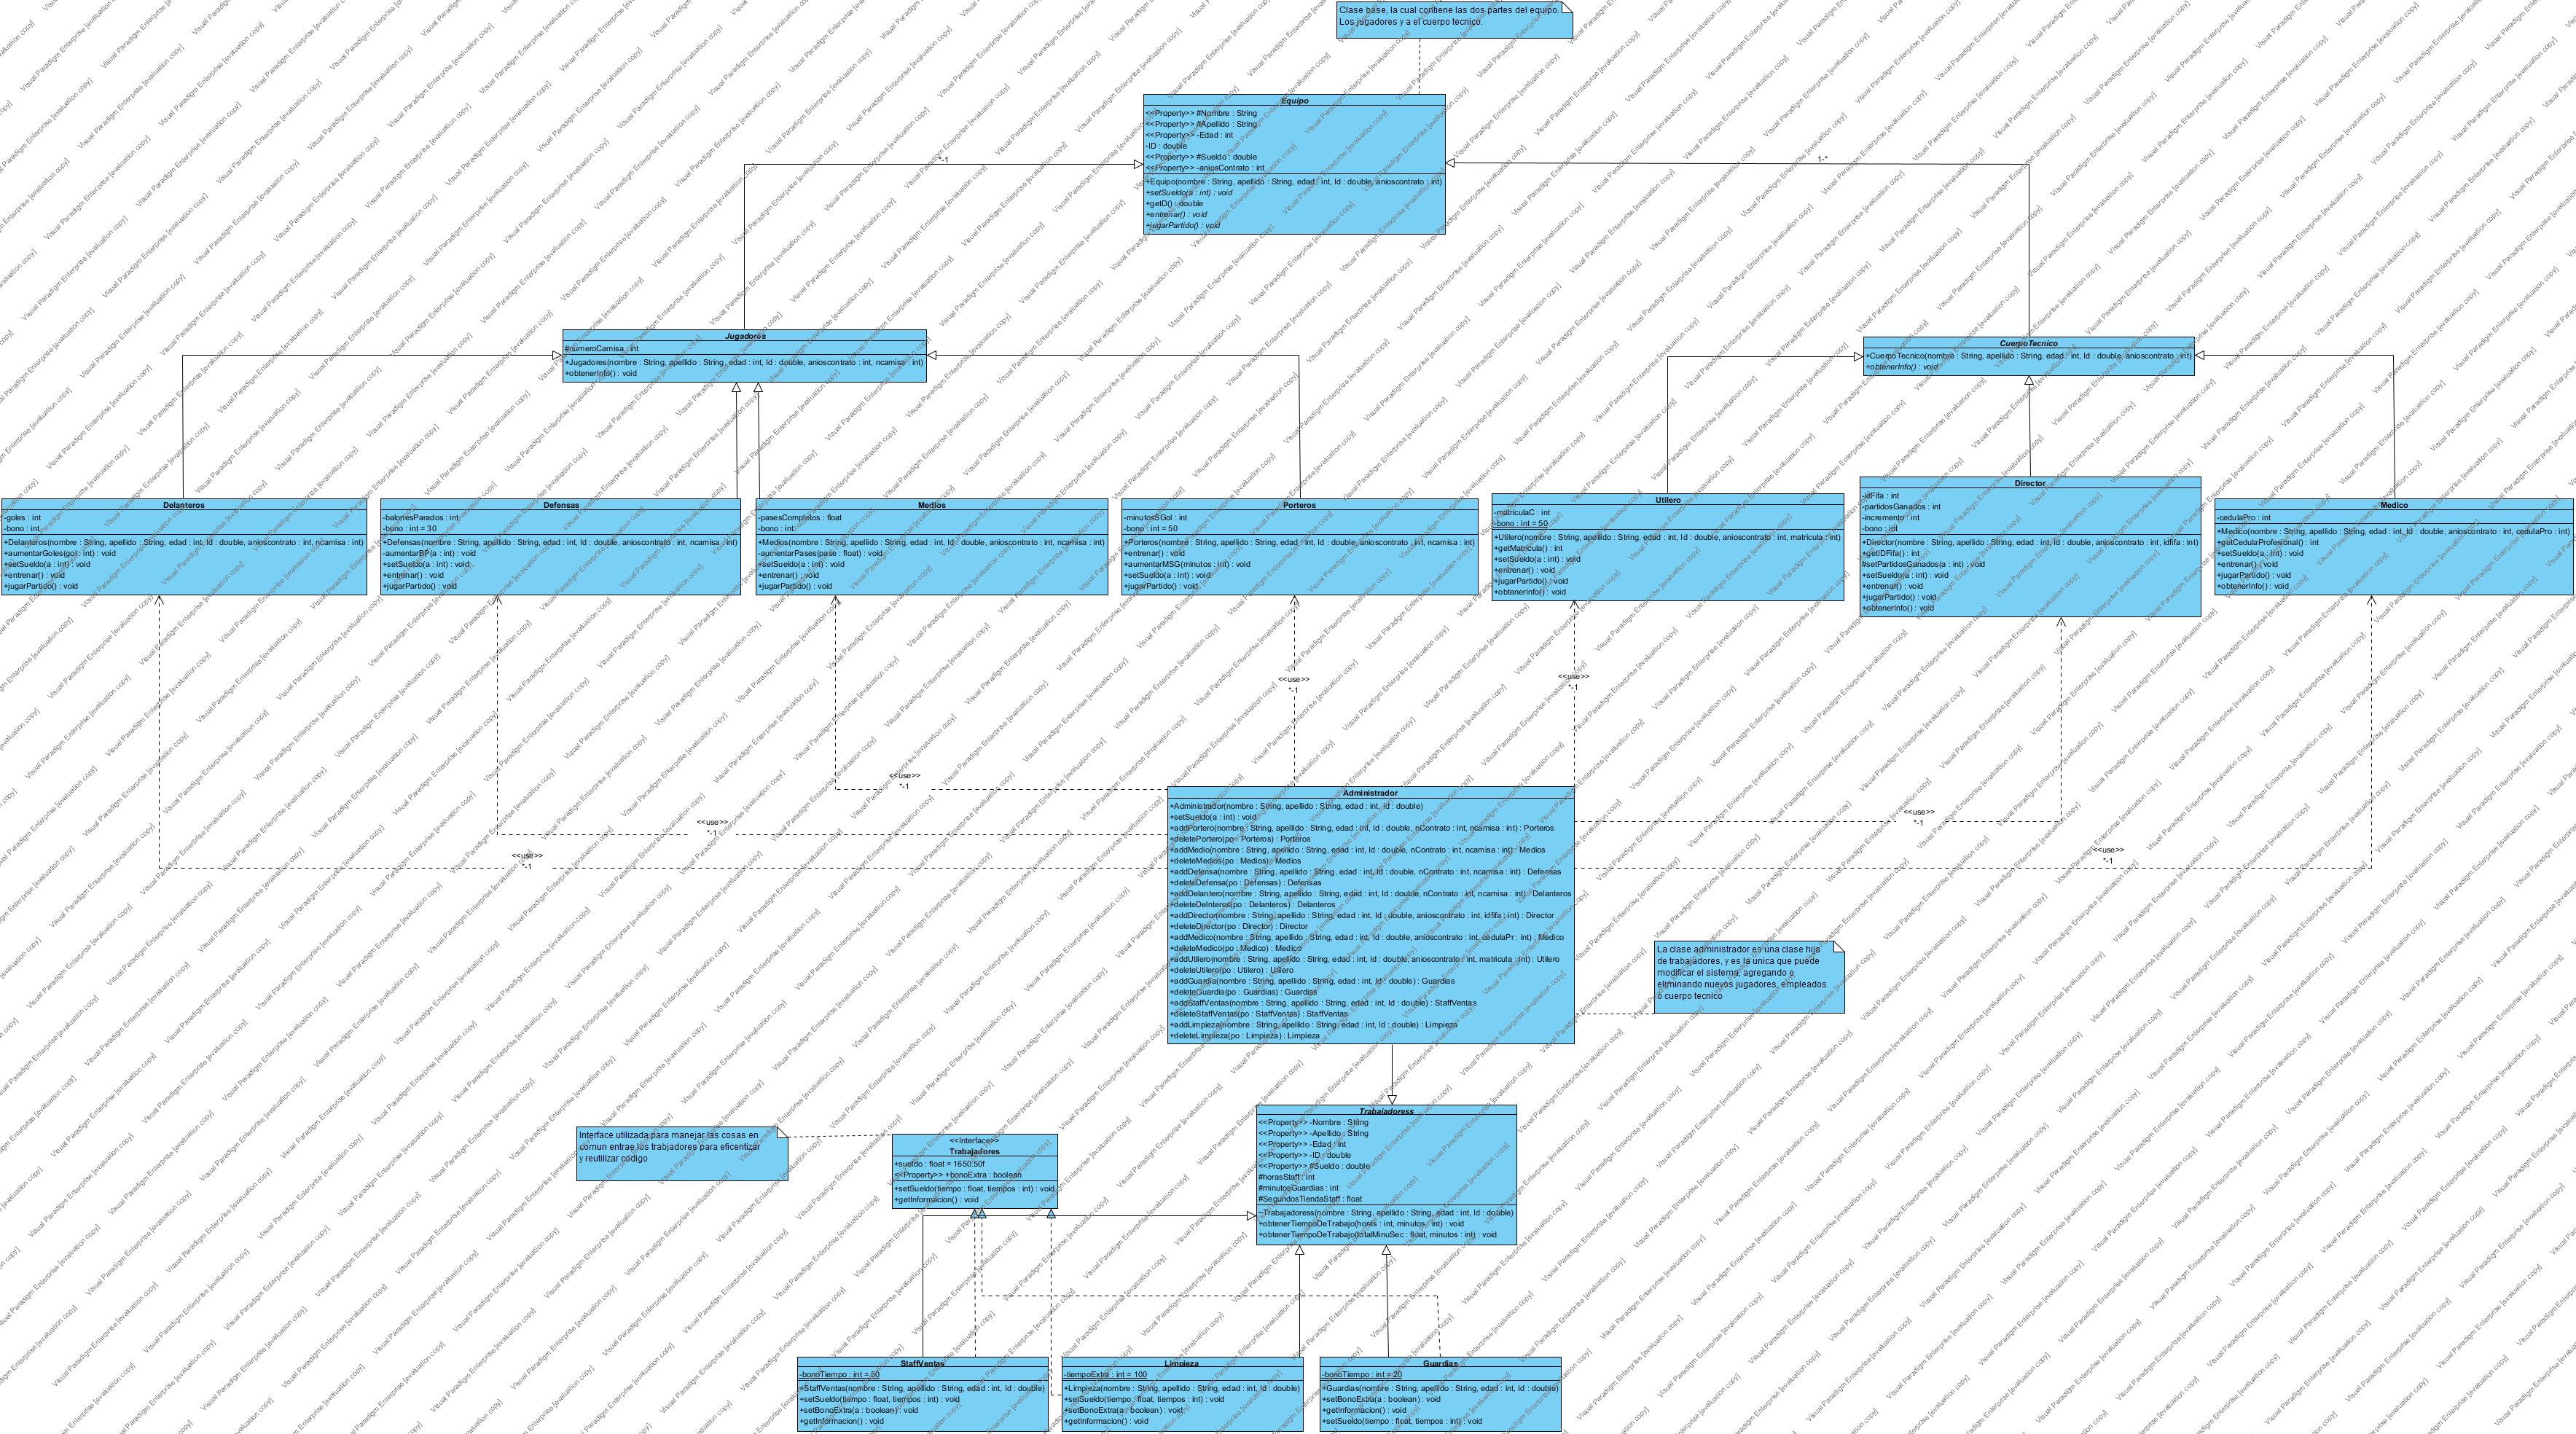 Clase base, la cual contiene las dos partes del equipo.
Los jugadores y a el cuerpo tecnico.
Equipo
<<Property>> #Nombre : String
<<Property>> #Apellido : String
<<Property>> -Edad : int
-ID : double
<<Property>> #Sueldo : double
<<Property>> -aniosContrato : int
+Equipo(nombre : String, apellido : String, edad : int, Id : double, anioscontrato : int)
+setSueldo(a : int) : void
+getD() : double
+entrenar() : void
+jugarPartido() : void
*-1
1-*
Jugadores
#numeroCamisa : int
+Jugadores(nombre : String, apellido : String, edad : int, Id : double, anioscontrato : int, ncamisa : int)
+obtenerInfo() : void
CuerpoTecnico
+CuerpoTecnico(nombre : String, apellido : String, edad : int, Id : double, anioscontrato : int)
+obtenerInfo() : void
Delanteros
-goles : int
-bono : int
+Delanteros(nombre : String, apellido : String, edad : int, Id : double, anioscontrato : int, ncamisa : int)
+aumentarGoles(gol : int) : void
+setSueldo(a : int) : void
+entrenar() : void
+jugarPartido() : void
Defensas
-balonesParados : int
-bono : int = 30
+Defensas(nombre : String, apellido : String, edad : int, Id : double, anioscontrato : int, ncamisa : int)
-aumentarBP(a : int) : void
+setSueldo(a : int) : void
+entrenar() : void
+jugarPartido() : void
Medios
-pasesCompletos : float
-bono : int
+Medios(nombre : String, apellido : String, edad : int, Id : double, anioscontrato : int, ncamisa : int)
-aumentarPases(pase : float) : void
+setSueldo(a : int) : void
+entrenar() : void
+jugarPartido() : void
Porteros
-minutosSGol : int
-bono : int = 50
+Porteros(nombre : String, apellido : String, edad : int, Id : double, anioscontrato : int, ncamisa : int)
+entrenar() : void
+aumentarMSG(minutos : int) : void
+setSueldo(a : int) : void
+jugarPartido() : void
Utilero
-matriculaC : int
-bono : int = 50
+Utilero(nombre : String, apellido : String, edad : int, Id : double, anioscontrato : int, matricula : int)
+getMatricula() : int
+setSueldo(a : int) : void
+entrenar() : void
+jugarPartido() : void
+obtenerInfo() : void
Director
-idFifa : int
-partidosGanados : int
-incremento : int
-bono : int
+Director(nombre : String, apellido : String, edad : int, Id : double, anioscontrato : int, idfifa : int)
+getIDFifa() : int
#setPartidosGanados(a : int) : void
+setSueldo(a : int) : void
+entrenar() : void
+jugarPartido() : void
+obtenerInfo() : void
Medico
-cedulaPro : int
+Medico(nombre : String, apellido : String, edad : int, Id : double, anioscontrato : int, cedulaPro : int)
+getCedulaProfesional() : int
+setSueldo(a : int) : void
+entrenar() : void
+jugarPartido() : void
+obtenerInfo() : void
<<use>>
*-1
<<use>>
*-1
<<use>>
*-1
<<use>>
*-1
<<use>>
*-1
<<use>>
*-1
<<use>>
*-1
Administrador
+Administrador(nombre : String, apellido : String, edad : int, Id : double)
+setSueldo(a : int) : void
+addPortero(nombre : String, apellido : String, edad : int, Id : double, nContrato : int, ncamisa : int) : Porteros
+deletePortero(po : Porteros) : Porteros
+addMedio(nombre : String, apellido : String, edad : int, Id : double, nContrato : int, ncamisa : int) : Medios
+deleteMedios(po : Medios) : Medios
+addDefensa(nombre : String, apellido : String, edad : int, Id : double, nContrato : int, ncamisa : int) : Defensas
+deleteDefensa(po : Defensas) : Defensas
+addDelantero(nombre : String, apellido : String, edad : int, Id : double, nContrato : int, ncamisa : int) : Delanteros
+deleteDelnteros(po : Delanteros) : Delanteros
+addDirector(nombre : String, apellido : String, edad : int, Id : double, anioscontrato : int, idfifa : int) : Director
+deleteDirector(po : Director) : Director
+addMedico(nombre : String, apellido : String, edad : int, Id : double, anioscontrato : int, cedulaPr : int) : Medico
+deleteMedico(po : Medico) : Medico
+addUtilero(nombre : String, apellido : String, edad : int, Id : double, anioscontrato : int, matricula : int) : Utilero
+deleteUtilero(po : Utilero) : Utilero
+addGuardia(nombre : String, apellido : String, edad : int, Id : double) : Guardias
+deleteGuardia(po : Guardias) : Guardias
+addStaffVentas(nombre : String, apellido : String, edad : int, Id : double) : StaffVentas
+deleteStaffVentas(po : StaffVentas) : StaffVentas
+addLimpieza(nombre : String, apellido : String, edad : int, Id : double) : Limpieza
+deleteLimpieza(po : Limpieza) : Limpieza
La clase administrador es una clase hija
de trabajadores, y es la unica que puede
modificar el sistema, agregando o
eliminando nuevos jugadores, empleados
o cuerpo tecnico
Interface utilizada para manejar las cosas en
comun entrae los trbjadores para eficentizar
y reutilizar codigo
<<Interface>>
Trabajadores
+sueldo : float = 1650.50f
<<Property>> +bonoExtra : boolean
+setSueldo(tiempo : float, tiempos : int) : void
+getInformacion() : void
Trabajadoress
<<Property>> -Nombre : String
<<Property>> -Apellido : String
<<Property>> -Edad : int
<<Property>> -ID : double
<<Property>> #Sueldo : double
#horasStaff : int
#minutosGuardias : int
#SegundosTiendaStaff : float
~Trabajadoress(nombre : String, apellido : String, edad : int, Id : double)
+obtenerTiempoDeTrabajo(horas : int, minutos : int) : void
+obtenerTiempoDeTrabajo(totalMinuSec : float, minutos : int) : void
StaffVentas
-bonoTiempo : int = 50
+StaffVentas(nombre : String, apellido : String, edad : int, Id : double)
+setSueldo(tiempo : float, tiempos : int) : void
+setBonoExtra(a : boolean) : void
+getInformacion() : void
Limpieza
-tiempoExtra : int = 100
+Limpieza(nombre : String, apellido : String, edad : int, Id : double)
+setSueldo(tiempo : float, tiempos : int) : void
+setBonoExtra(a : boolean) : void
+getInformacion() : void
Guardias
-bonoTiempo : int = 20
+Guardias(nombre : String, apellido : String, edad : int, Id : double)
+setBonoExtra(a : boolean) : void
+getInformacion() : void
+setSueldo(tiempo : float, tiempos : int) : void
Visual Paradigm Enterprise [evaluation copy]